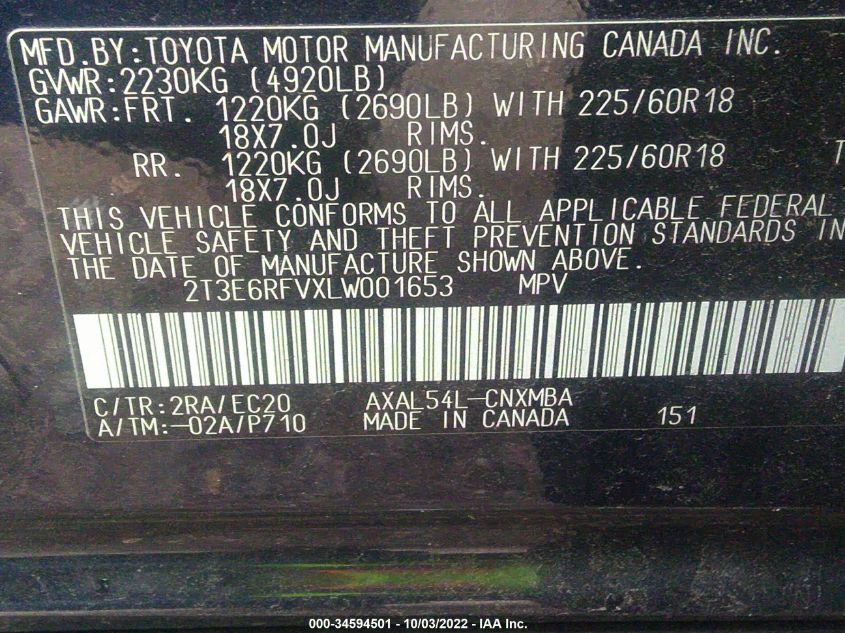 MFD.BY:TOYOTA MOTOR MANUFACTURING CANADA INC.
GVWR:2230KG (4920LB)
GAWR:FRT. 1220KG (2690LB) WITH 225/60R18
18X7.0J RIMS.
RR. 1220KG (2690LB) WITH 225/60R18 T
18X7.0J RIMS.
THIS VEHICLE CONFORMS TO ALL APPLICABLE FEDERAL
VEHICLE SAFETY AND THEFT PREVENTION STANDARDS IN
THE DATE OF MANUFACTURE SHOWN ABOVE.
2T3E6RFVXLW001653 MPV
C/TR:2RA/EC20 AXAL54L-CNXMBA
A/TM:-02A/P710 MADE IN CANADA 151
000-34594501 - 10/03/2022 - IAA Inc.